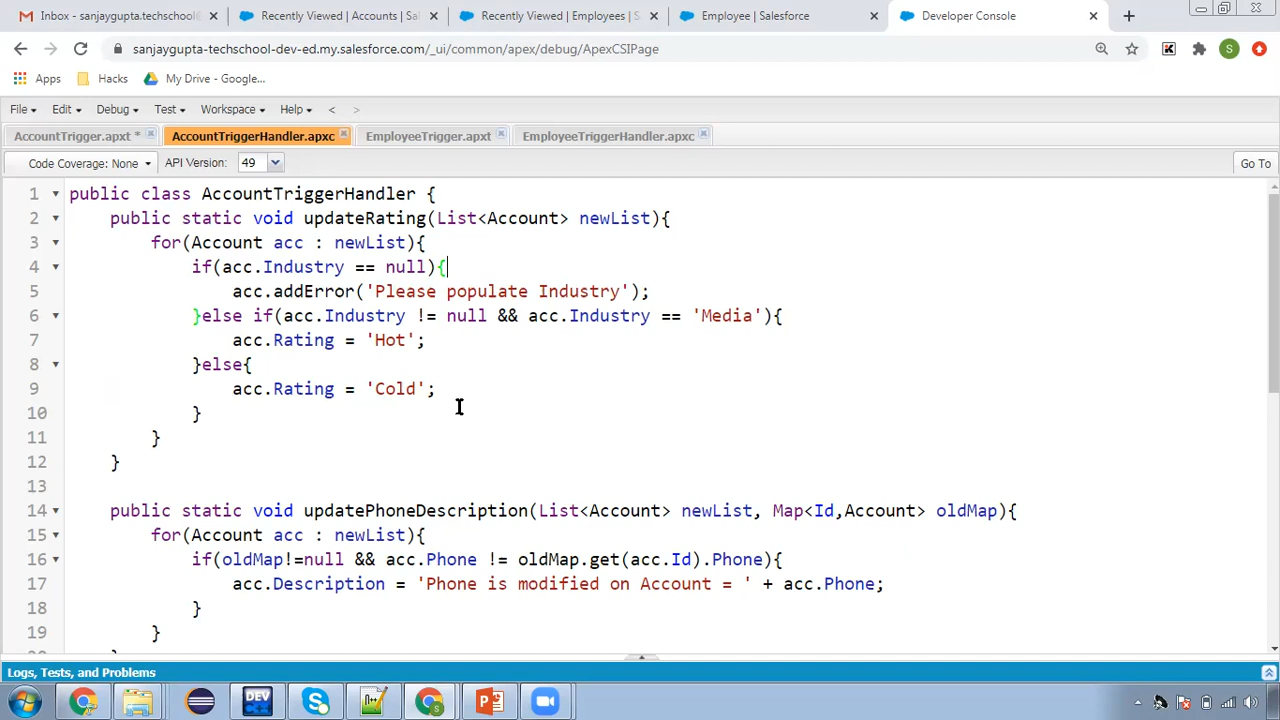 Inbox - sanjaygupta.techschool@
Recently Viewed | Accounts | Sal
Recently Viewed | Employees | S
Employee | Salesforce
Developer Console
sanjaygupta-techschool-dev-ed.my.salesforce.com/_ui/common/apex/debug/ApexCSIPage
S
Apps
Hacks
My Drive - Google...
File
Edit
Debug
Test
Workspace
Help
<
>
AccountTrigger.apxt *
AccountTriggerHandler.apxc
EmployeeTrigger.apxt
EmployeeTriggerHandler.apxc
Code Coverage: None
API Version:
49
Go To
1 public class AccountTriggerHandler {
2 public static void updateRating(List<Account> newList){
3 for(Account acc : newList){
4 if(acc.Industry == null){
5 acc.addError('Please populate Industry');
6 }else if(acc.Industry != null && acc.Industry == 'Media'){
7 acc.Rating = 'Hot';
8 }else{
9 acc.Rating = 'Cold';
10 }
11 }
12 }
13
14 public static void updatePhoneDescription(List<Account> newList, Map<Id,Account> oldMap){
15 for(Account acc : newList){
16 if(oldMap!=null && acc.Phone != oldMap.get(acc.Id).Phone){
17 acc.Description = 'Phone is modified on Account = ' + acc.Phone;
18 }
19 }
Logs, Tests, and Problems
DEV
C++